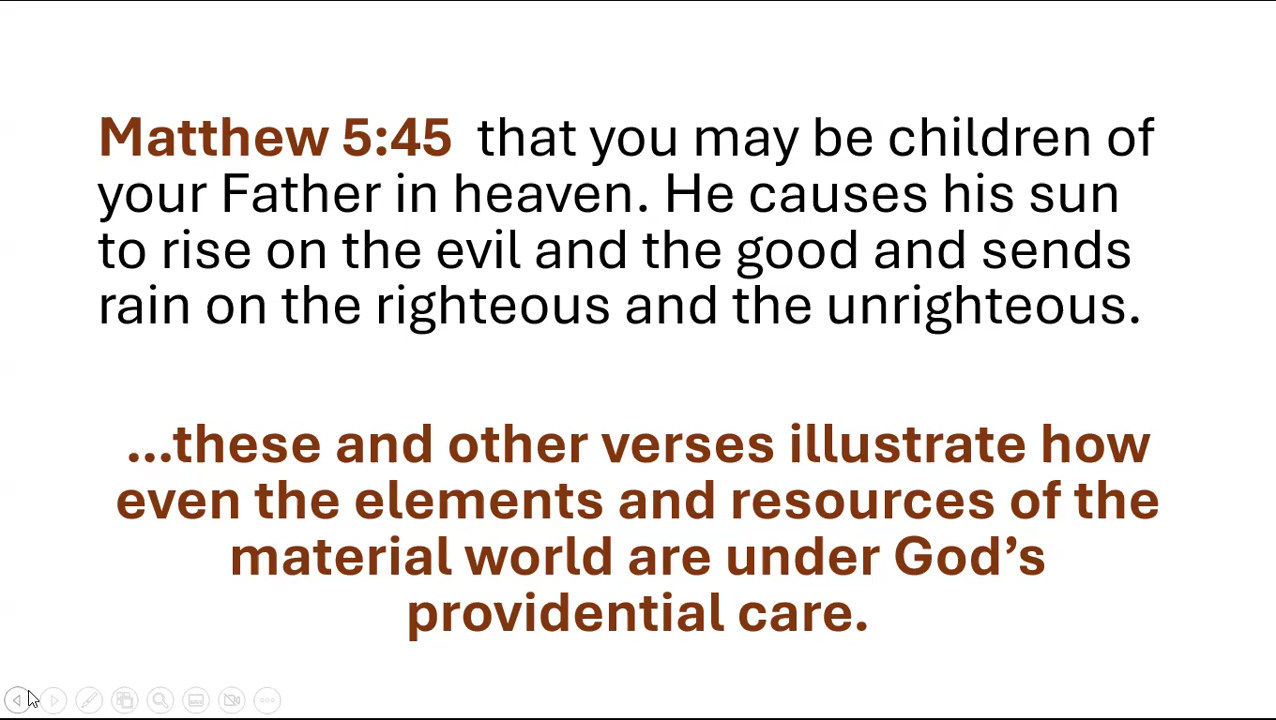 Matthew 5:45 that you may be children of
your Father in heaven. He causes his sun
to rise on the evil and the good and sends
rain on the righteous and the unrighteous.
...these and other verses illustrate how
even the elements and resources of the
material world are under God’s
providential care.